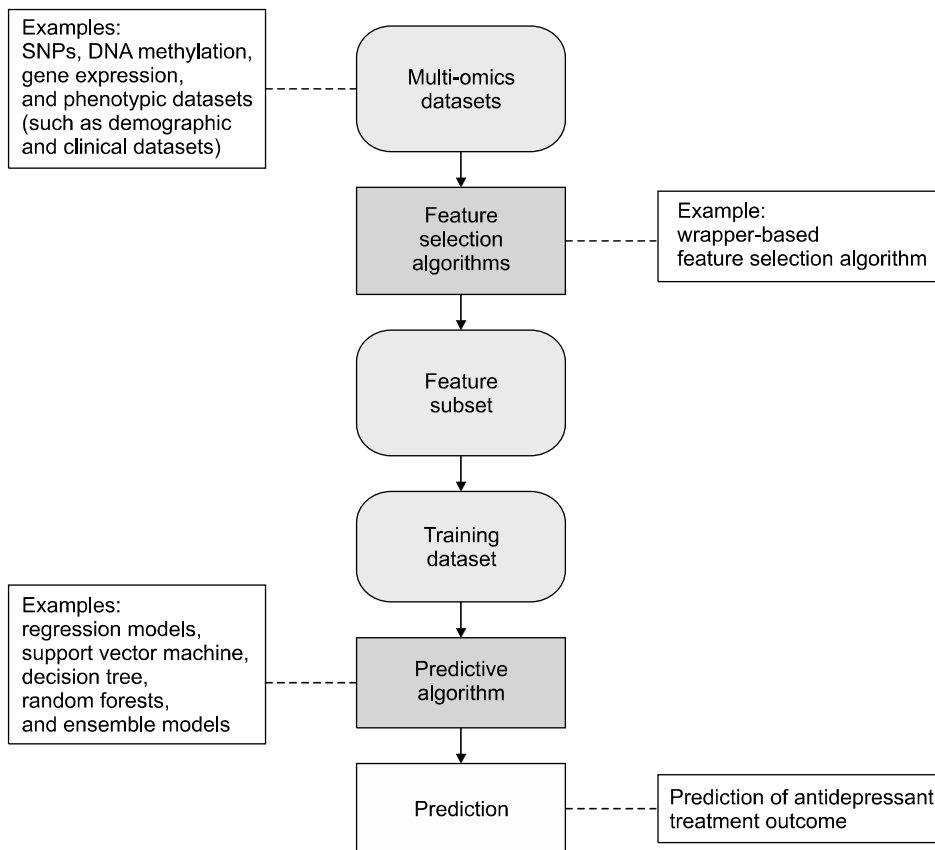 Examples:
SNPs, DNA methylation,
gene expression,
and phenotypic datasets
(such as demographic
and clinical datasets)
Multi-omics
datasets
Feature
selection
algorithms
Example:
wrapper-based
feature selection algorithm
Feature
subset
Training
dataset
Examples:
regression models,
support vector machine,
decision tree,
random forests,
and ensemble models
Predictive
algorithm
Prediction
Prediction of antidepressant
treatment outcome